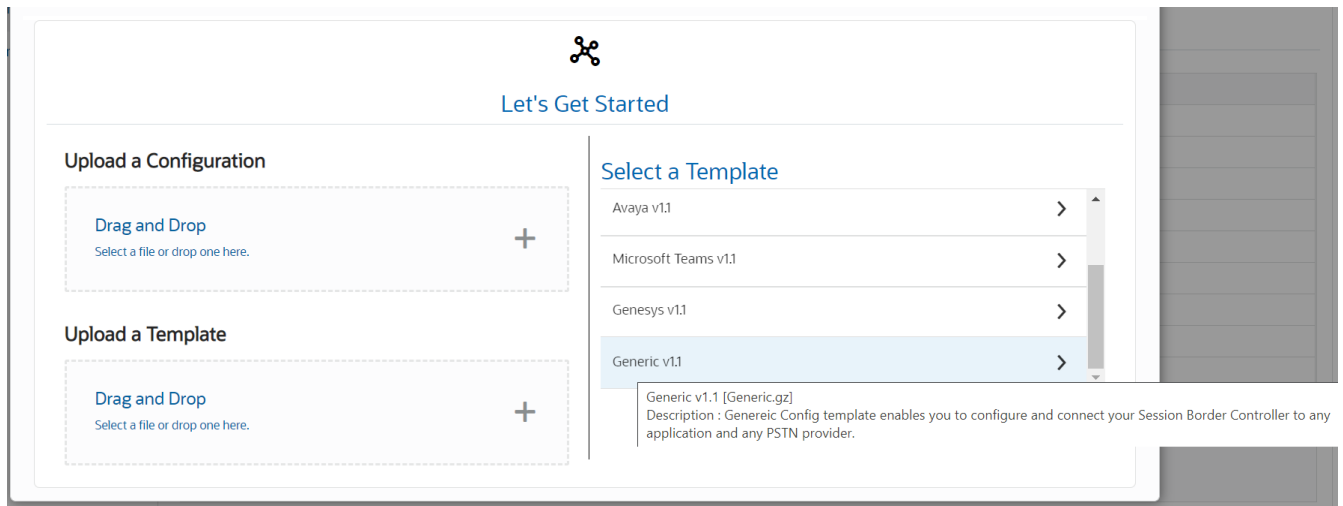 Let's Get Started
Upload a Configuration
Drag and Drop
Select a file or drop one here.
Upload a Template
Drag and Drop
Select a file or drop one here.
Select a Template
Avaya v1.1
Microsoft Teams v1.1
Genesys v1.1
Generic v1.1
Generic v1.1 [Generic.gz]
Description : Genereic Config template enables you to configure and connect your Session Border Controller to any
application and any PSTN provider.